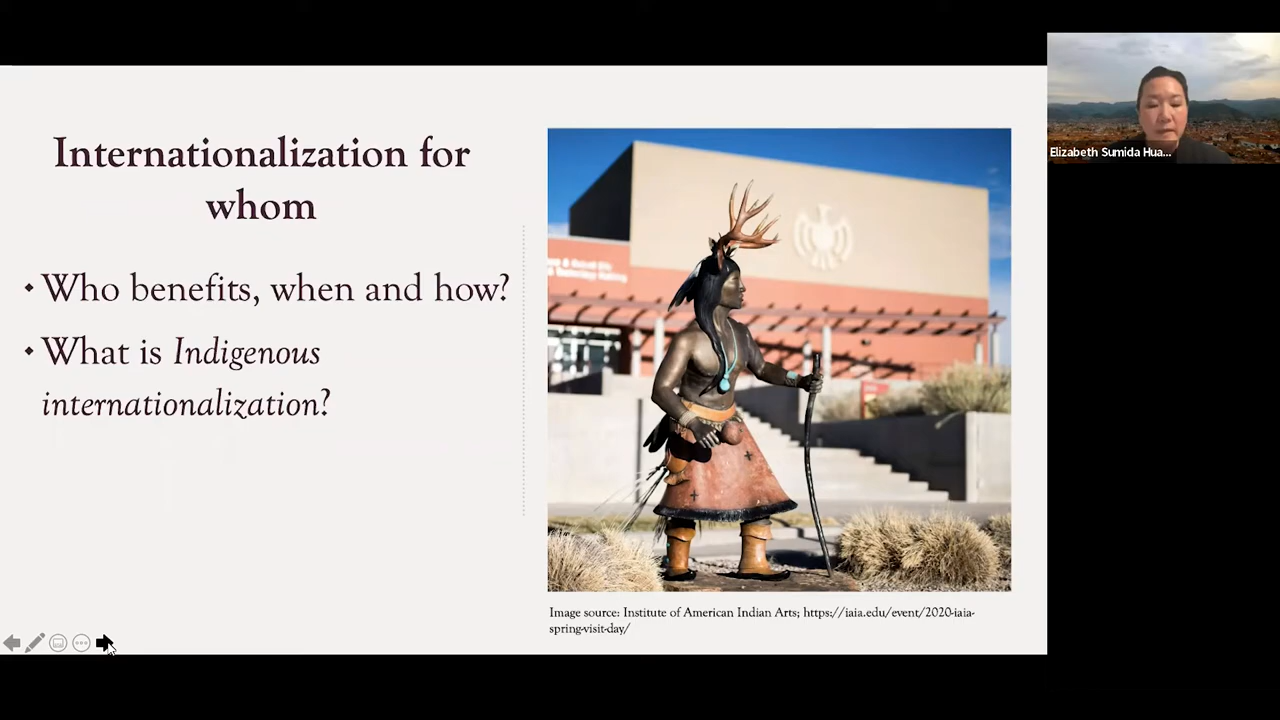 Internationalization for
whom
• Who benefits, when and how?
• What is Indigenous
internationalization?
Image source: Institute of American Indian Arts; https://iaia.edu/event/2020-iaia-
spring-visit-day/
Elizabeth Sumida Hua...